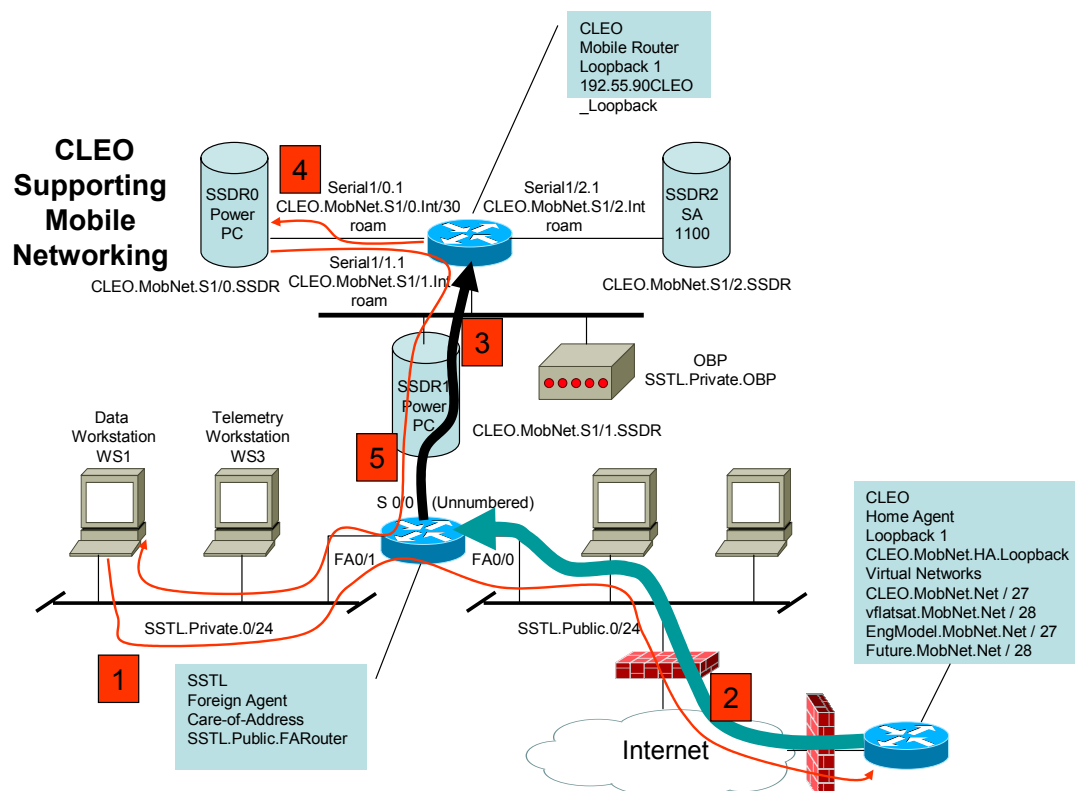 CLEO
Mobile Router
Loopback 1
192.55.90CLEO
_Loopback
CLEO
Supporting
Mobile
Networking
4
SSDR0
Power
PC
Serial1/0.1
CLEO.MobNet.S1/0.Int/30
roam
Serial1/2.1
CLEO.MobNet.S1/2.Int
roam
SSDR2
SA
1100
CLEO.MobNet.S1/0.SSDR
Serial1/1.1
CLEO.MobNet.S1/1.Int
roam
CLEO.MobNet.S1/2.SSDR
3
SSDR1
Power
PC
OBP
SSTL.Private.OBP
CLEO.MobNet.S1/1.SSDR
Data
Workstation
WS1
Telemetry
Workstation
WS3
5
S 0/0 (Unnumbered)
FA0/1
FA0/0
SSTL.Private.0/24
SSTL.Public.0/24
CLEO
Home Agent
Loopback 1
CLEO.MobNet.HA.Loopback
Virtual Networks
CLEO.MobNet.Net / 27
vflatsat.MobNet.Net / 28
EngModel.MobNet.Net / 27
Future.MobNet.Net / 28
1
SSTL
Foreign Agent
Care-of-Address
SSTL.Public.FARouter
2
Internet